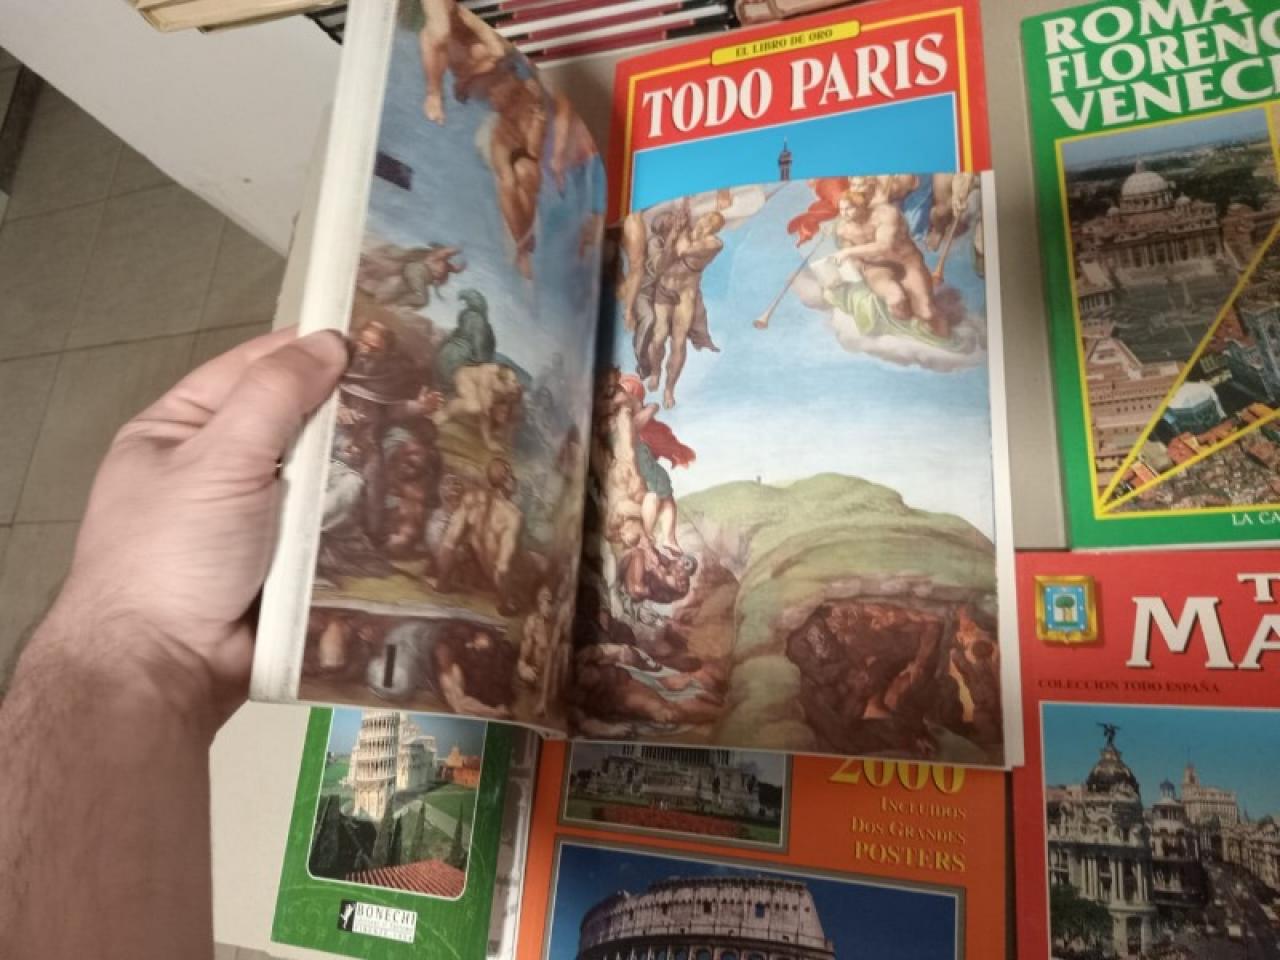 EL LIBRO DE ORO
TODO PARIS
ROMA
FLOREN
VENEC
LA CA
MA
COLECCION TODO ESPAÑA
2000
INCLUIDOS
DOS GRANDES
POSTERS
BONECHI